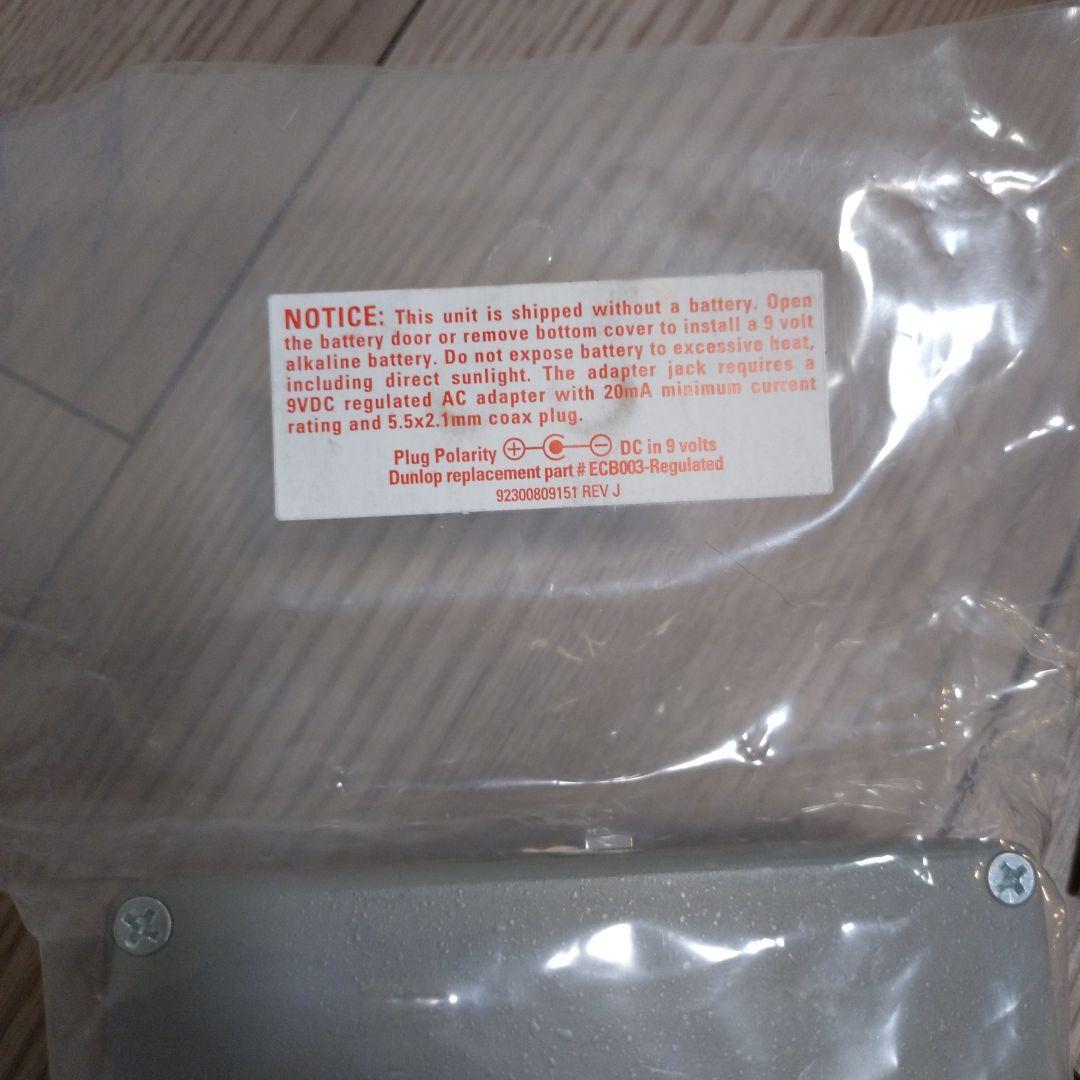 NOTICE: This unit is shipped without a battery. Open
the battery door or remove bottom cover to install a 9 volt
alkaline battery. Do not expose battery to excessive heat,
including direct sunlight. The adapter jack requires a
9VDC regulated AC adapter with 20mA minimum current
rating and 5.5x2.1mm coax plug.
Plug Polarity + - DC in 9 volts
Dunlop replacement part # ECB003-Regulated
92300809151 REV J